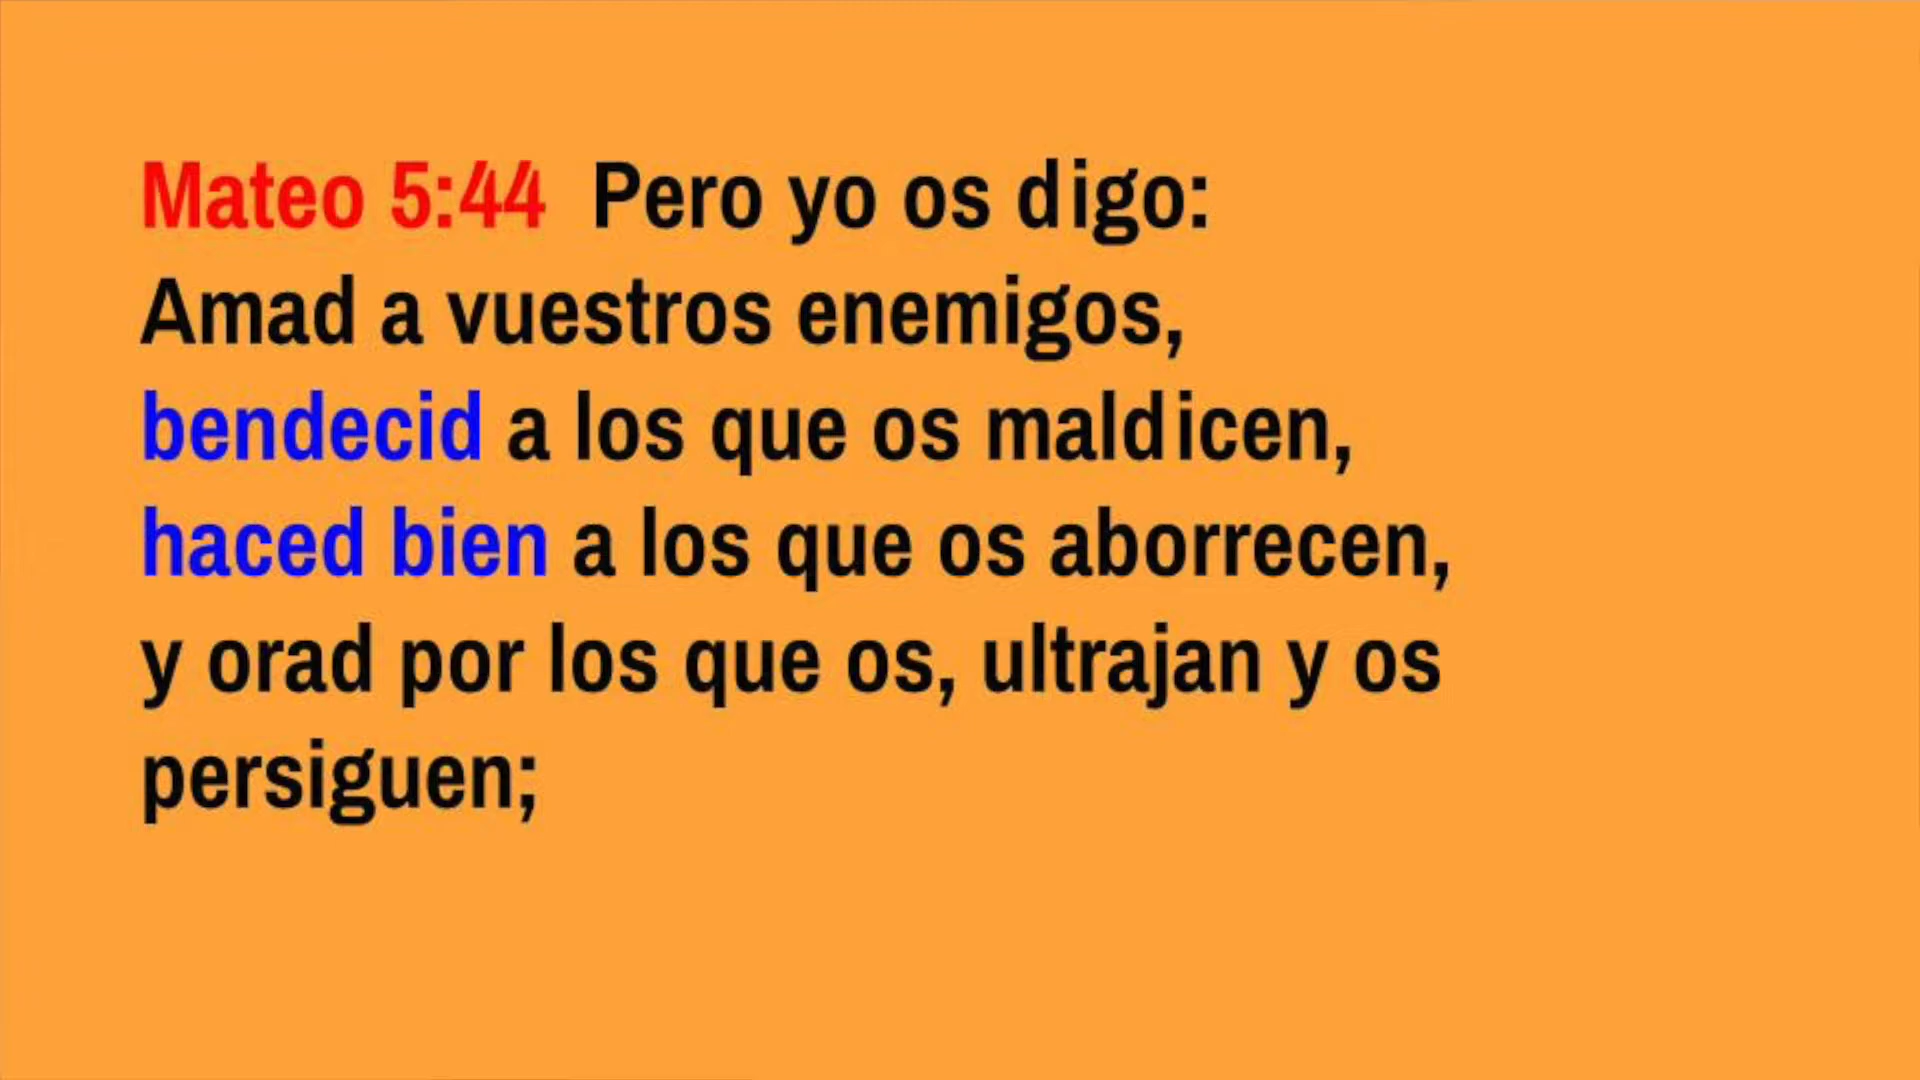 Mateo 5:44 Pero yo os digo:
Amad a vuestros enemigos,
bendecid a los que os maldicen,
haced bien a los que os aborrecen,
y orad por los que os, ultrajan y os
persiguen;